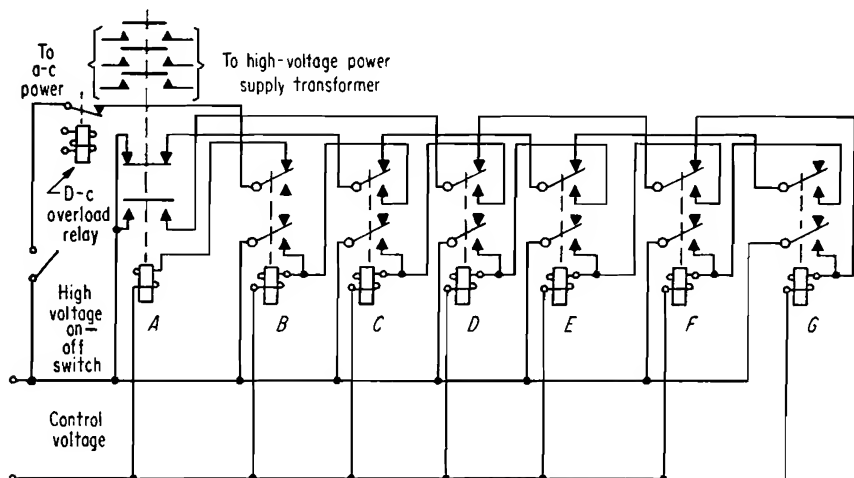 To
a-c
power
To high-voltage power
supply transformer
D-c
overload
relay
High
voltage
on-
off
switch
A
B
C
D
E
F
G
Control
voltage